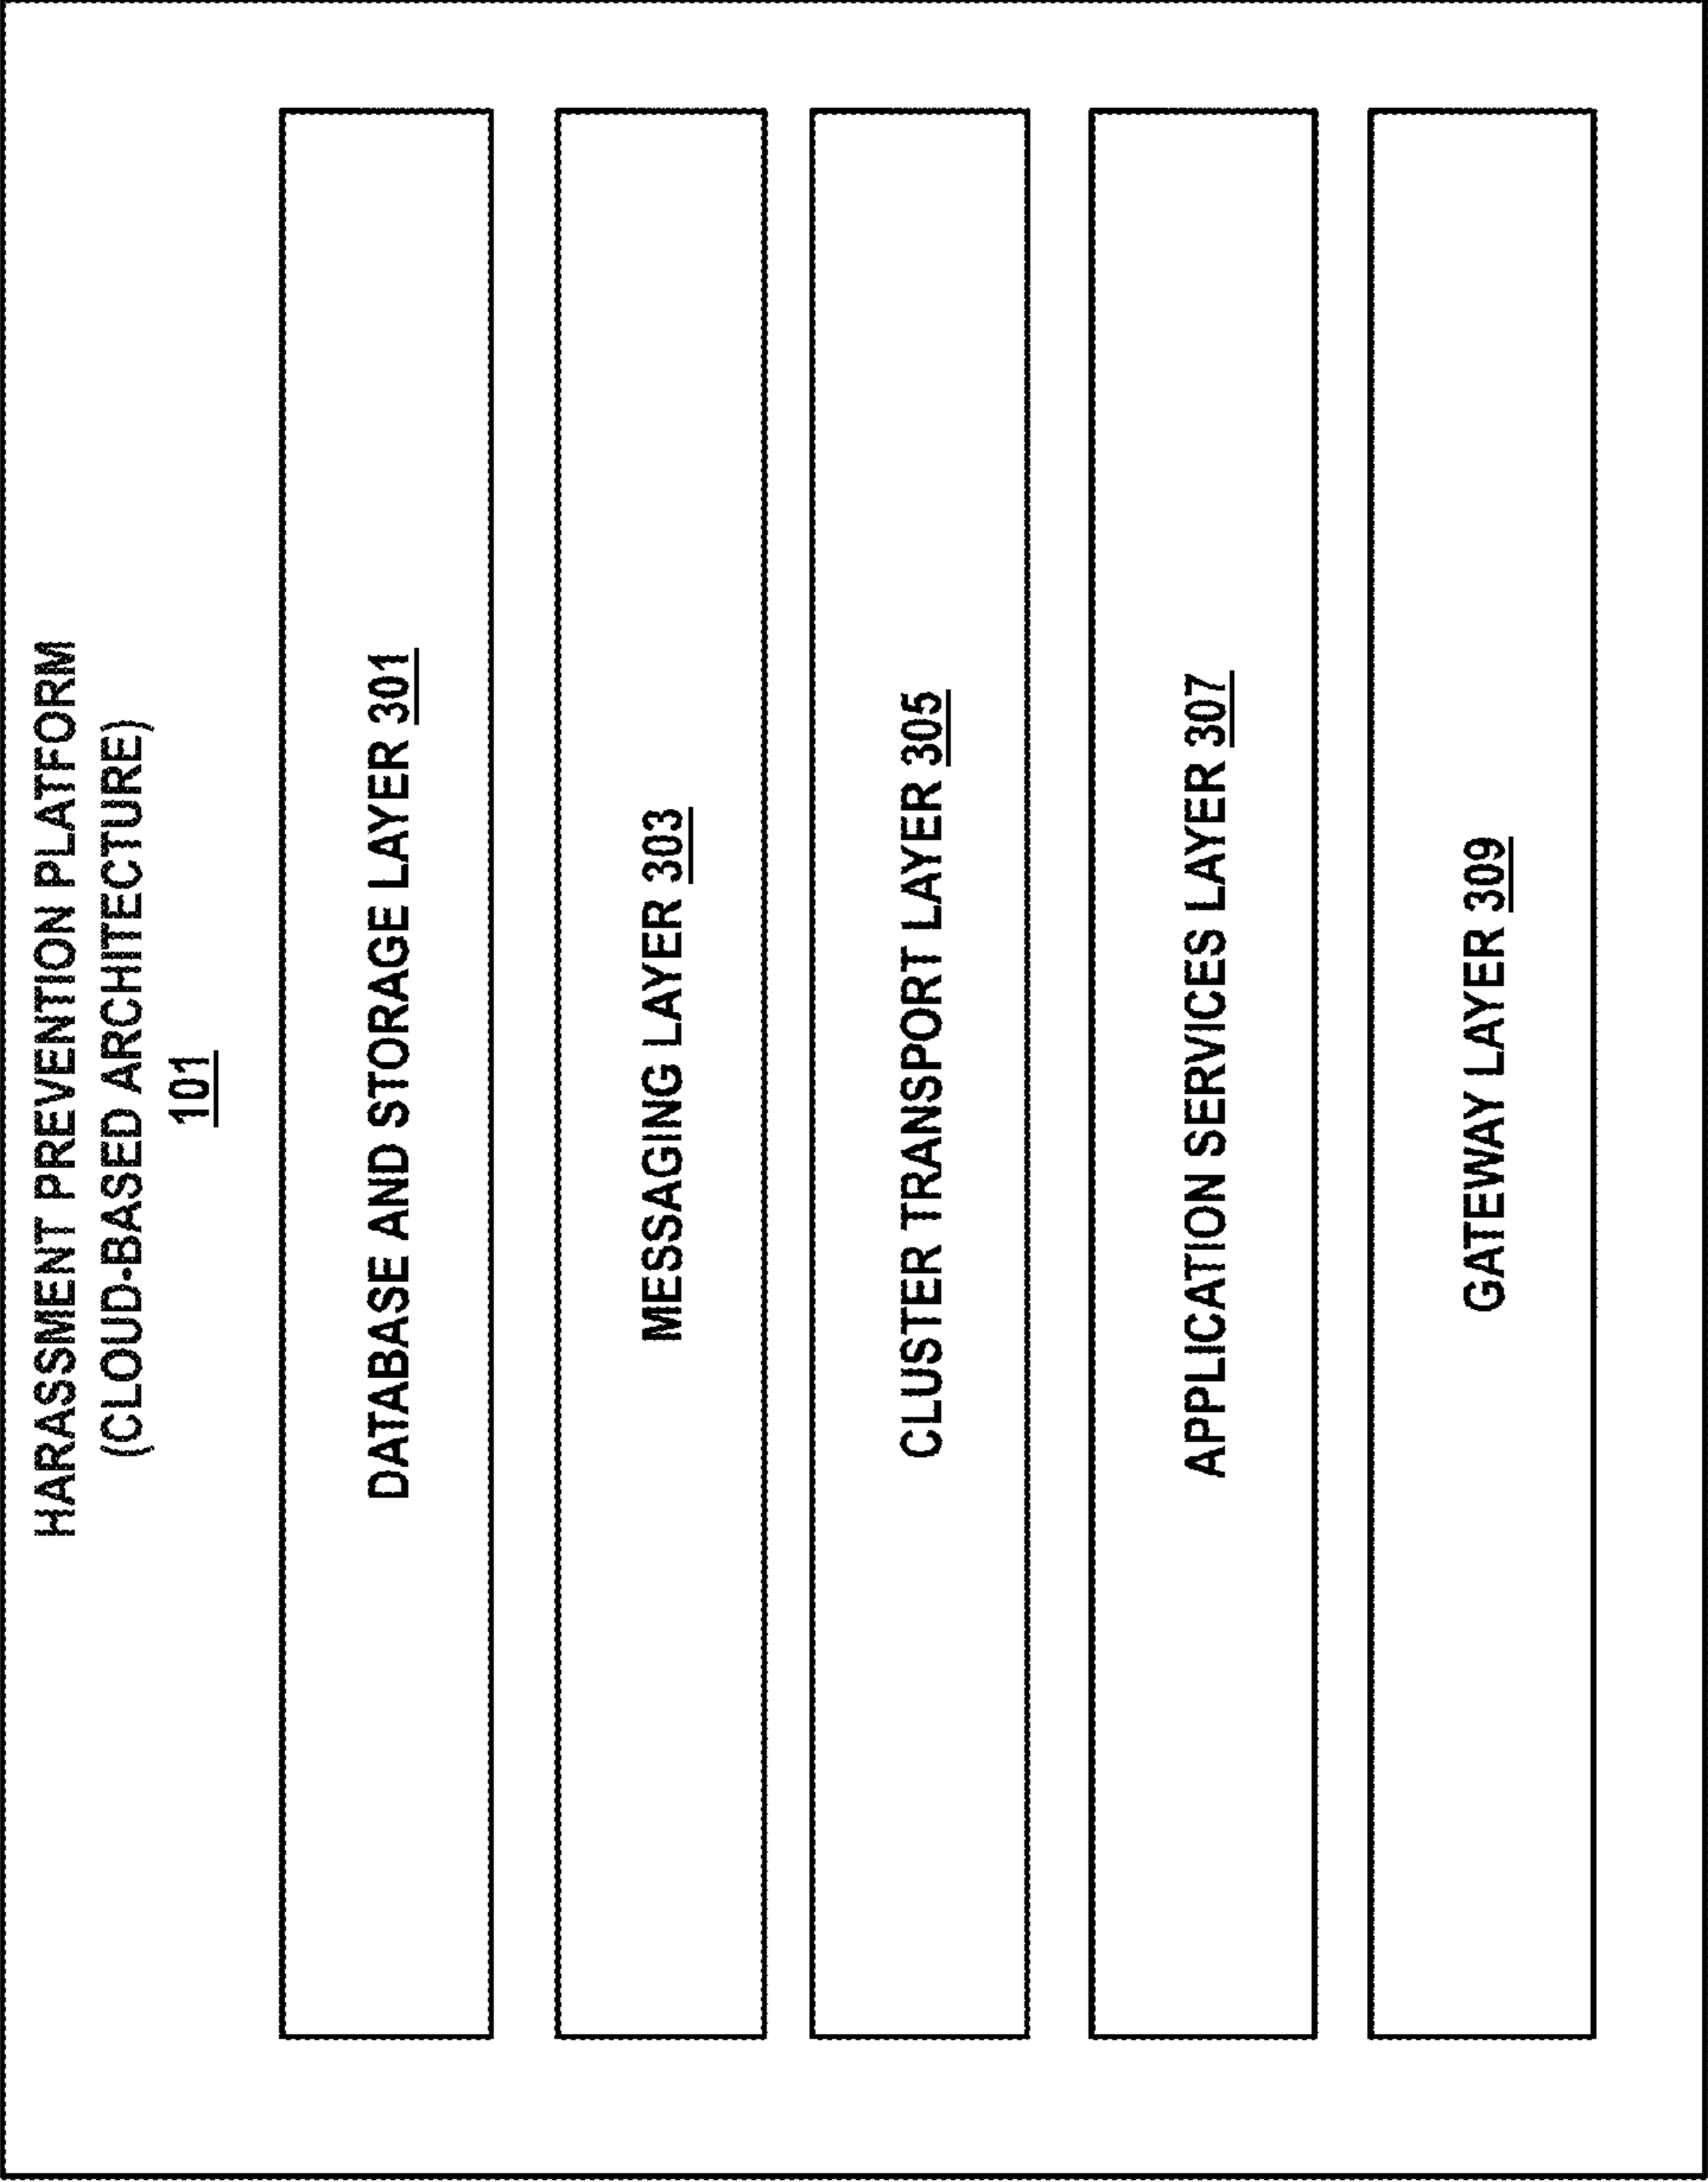 HARASSMENT PREVENTION PLATFORM
(CLOUD-BASED ARCHITECTURE)
101
DATABASE AND STORAGE LAYER 301
MESSAGING LAYER 303
CLUSTER TRANSPORT LAYER 305
APPLICATION SERVICES LAYER 307
GATEWAY LAYER 309